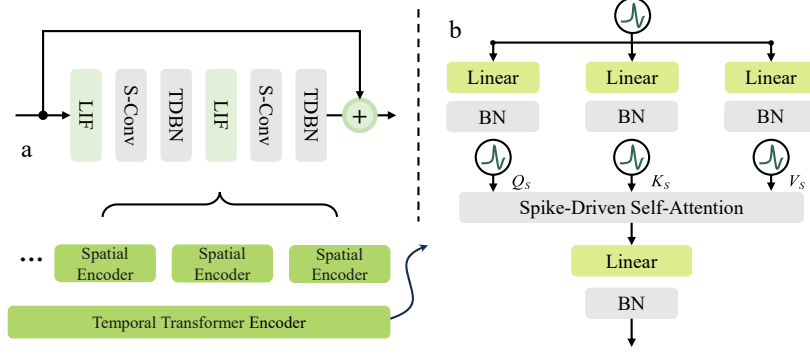 a
LIF
S-Conv
TDBN
LIF
S-Conv
TDBN
+
...
Spatial
Encoder
Spatial
Encoder
Spatial
Encoder
Temporal Transformer Encoder
b
Linear
Linear
Linear
BN
BN
BN
Q_S
K_S
V_S
Spike-Driven Self-Attention
Linear
BN